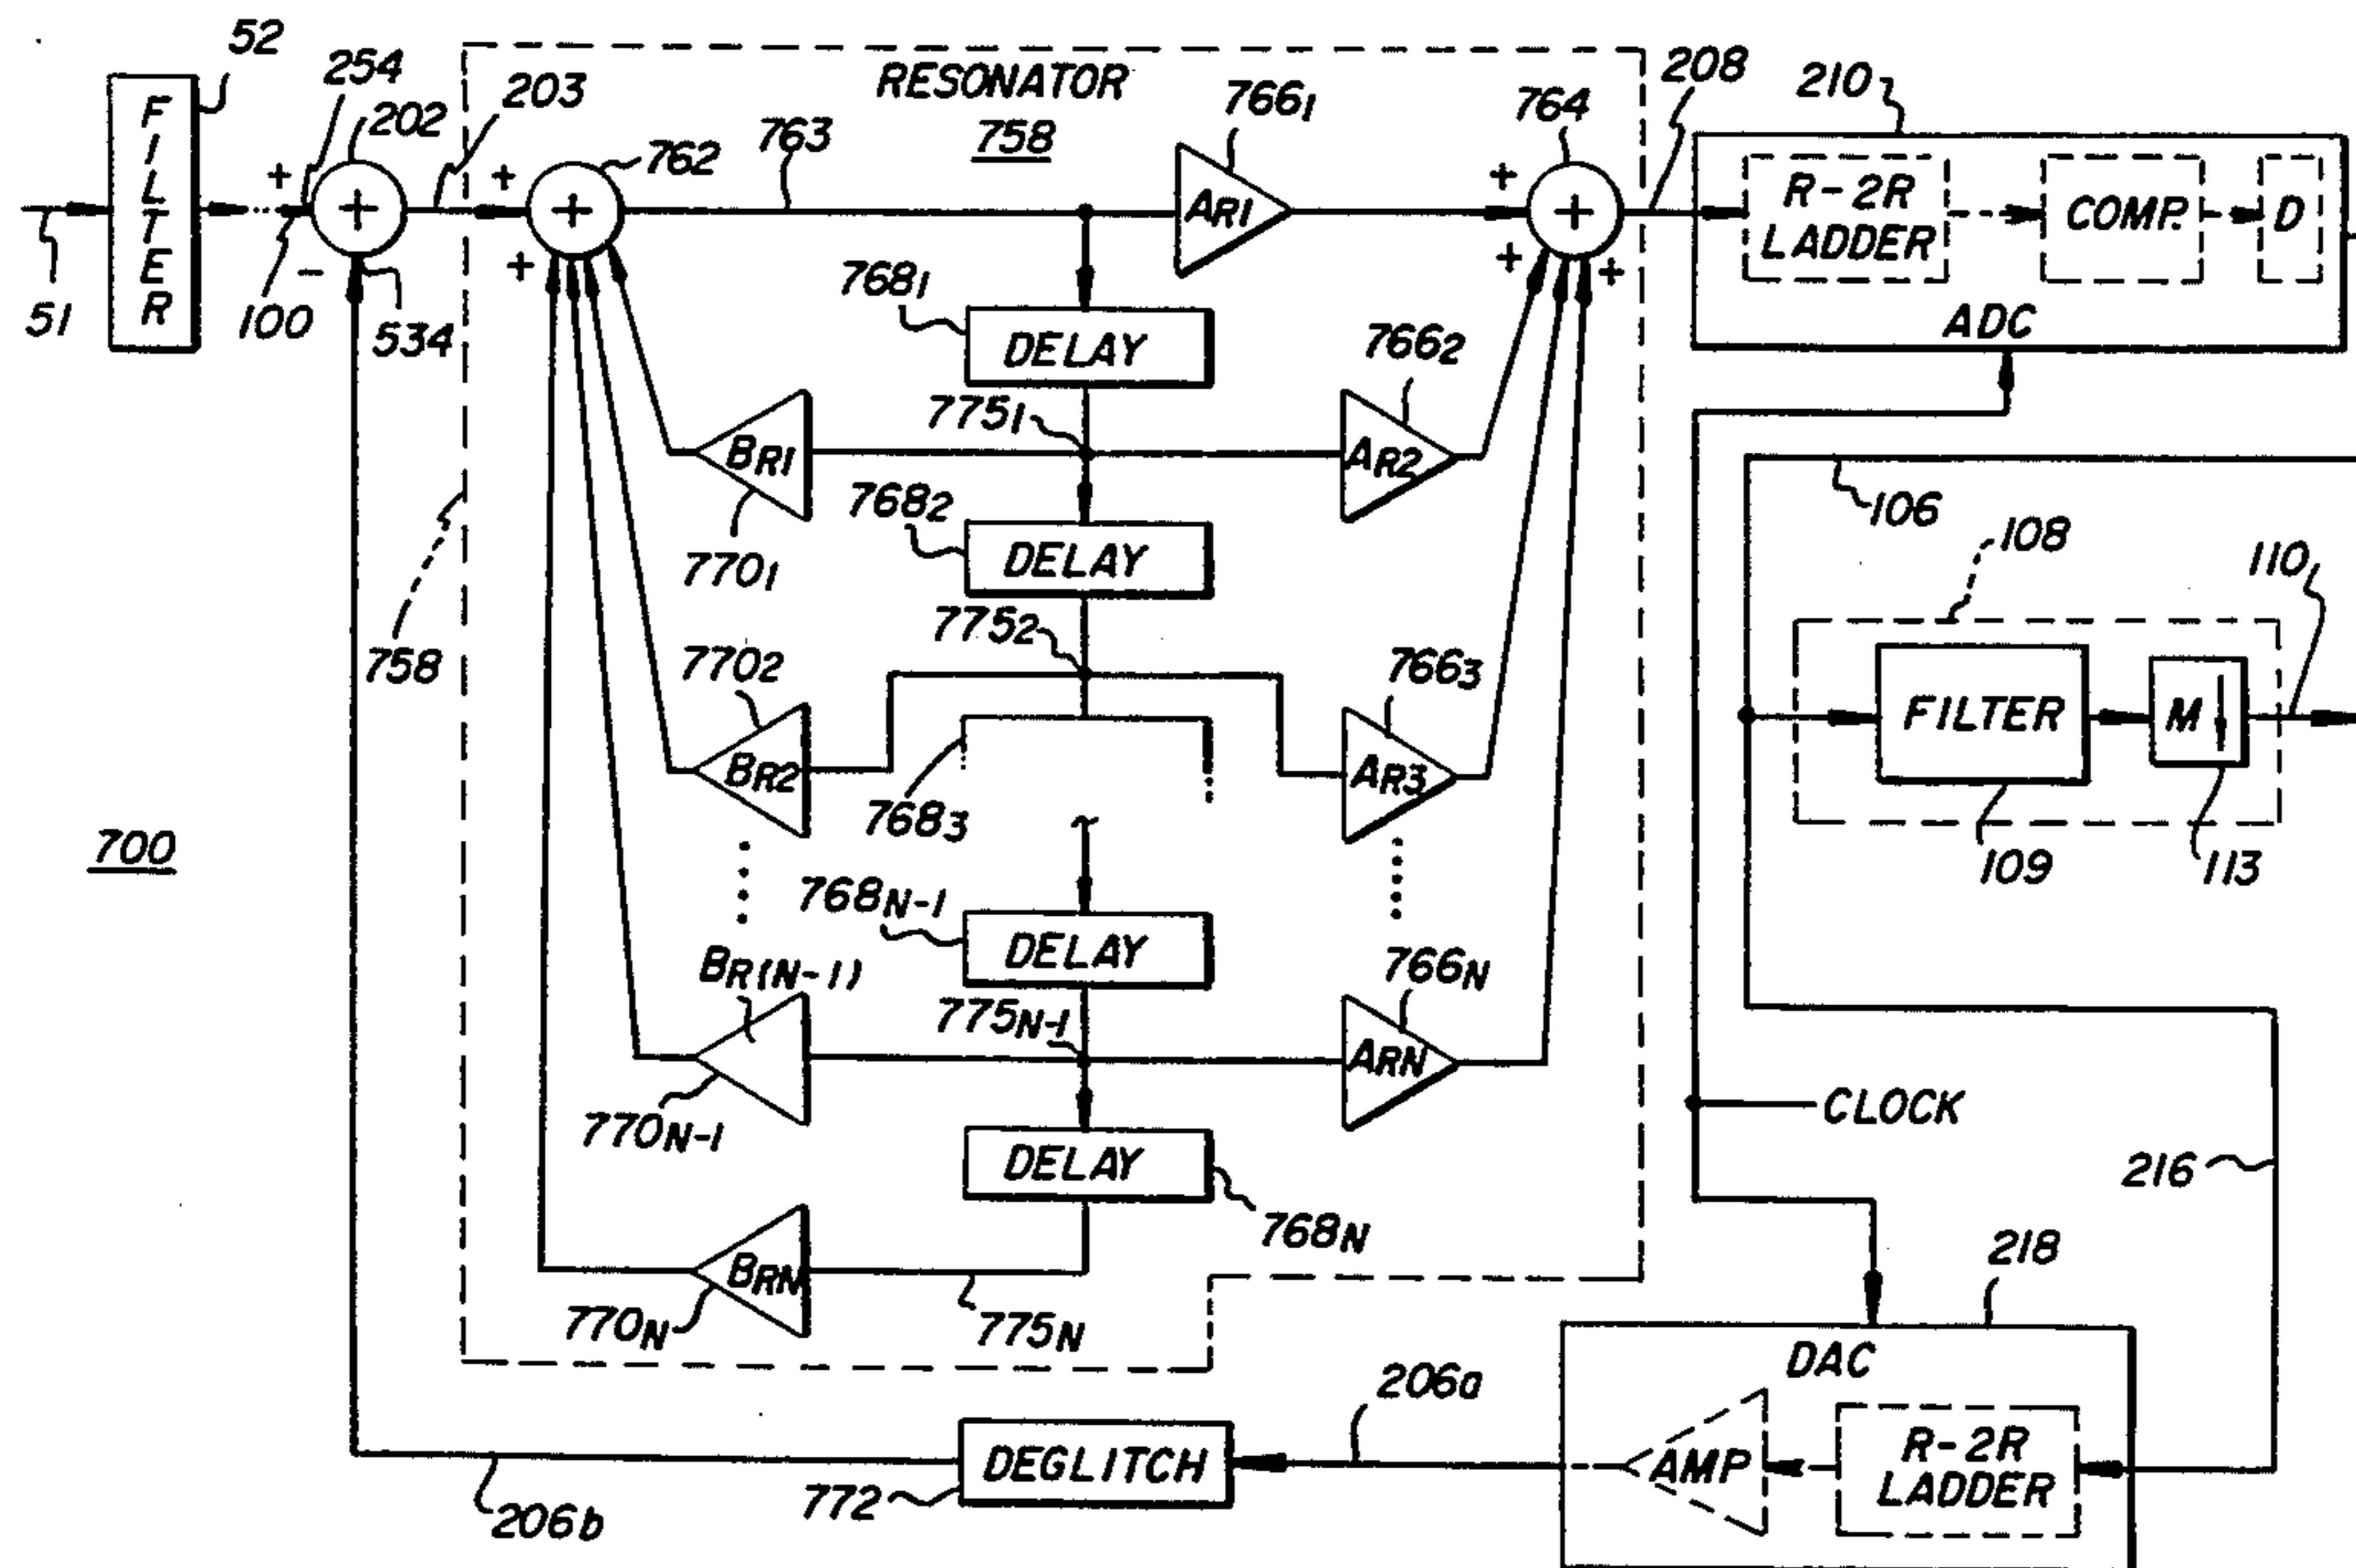 52
254
202
203
RESONATOR
758
766₁
764
208
210
FILTER
+
+
-
51
100
534
+
+
+
762
763
AR1
+
+
+
+
R-2R
LADDER
COMP.
D
ADC
768₁
DELAY
775₁
766₂
BR1
AR2
770₁
768₂
DELAY
775₂
106
108
110
758
770₂
BR2
768₃
766₃
AR3
FILTER
M↓
109
113
700
768N-1
DELAY
BR(N-1)
775N-1
766N
ARN
770N-1
DELAY
768N
CLOCK
216
BRN
770N
775N
218
DAC
206a
AMP
R-2R
LADDER
DEGLITCH
772
206b